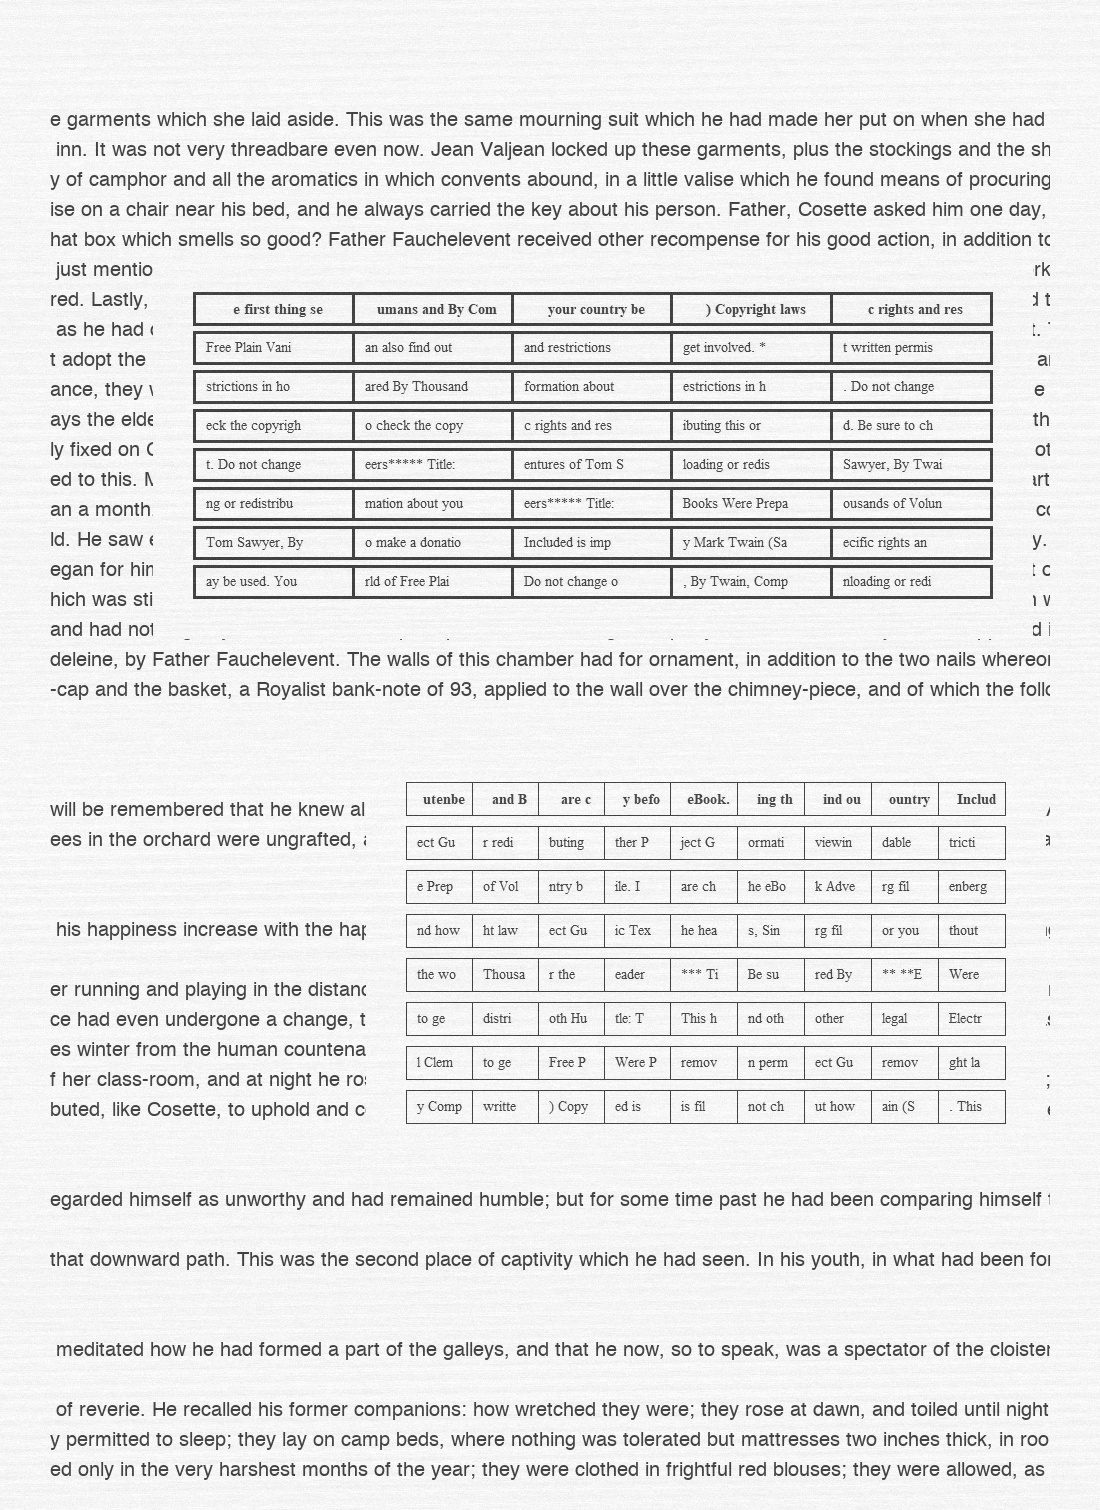 e garments which she laid aside. This was the same mourning suit which he had made her put on when she had
inn. It was not very threadbare even now. Jean Valjean locked up these garments, plus the stockings and the sh
y of camphor and all the aromatics in which convents abound, in a little valise which he found means of procuring
ise on a chair near his bed, and he always carried the key about his person. Father, Cosette asked him one day,
hat box which smells so good? Father Fauchelevent received other recompense for his good action, in addition to
just mentio rk
red. Lastly,
as he had
t adopt the
ance, they e
ays the elde th
ly fixed on ot
ed to this. art
an a month co
ld. He saw y.
egan for him
hich was sti
and had not
e first thing se umans and By Com your country be ) Copyright laws c rights and res
Free Plain Vani an also find out and restrictions get involved. * t written permis
strictions in ho ared By Thousand formation about estrictions in h . Do not change
eck the copyrigh o check the copy c rights and res ibuting this or d. Be sure to ch
t. Do not change eers***** Title: entures of Tom S loading or redis Sawyer, By Twai
ng or redistribu mation about you eers***** Title: Books Were Prepa ousands of Volun
Tom Sawyer, By o make a donatio Included is imp y Mark Twain (Sa ecific rights an
ay be used. You rld of Free Plai Do not change o , By Twain, Comp nloading or redi
deleine, by Father Fauchelevent. The walls of this chamber had for ornament, in addition to the two nails whereon
-cap and the basket, a Royalist bank-note of 93, applied to the wall over the chimney-piece, and of which the follo
will be remembered that he knew al
ees in the orchard were ungrafted,
his happiness increase with the hap
er running and playing in the distanc
ce had even undergone a change, t
es winter from the human countena
f her class-room, and at night he ros
buted, like Cosette, to uphold and c
utenbe and B are c y befo eBook. ing th ind ou ountry Includ
ect Gu r redi buting ther P ject G ormati viewin dable tricti
e Prep of Vol ntry b ile. I are ch he eBo k Adve rg fil enberg
nd how ht law ect Gu ic Tex he hea s, Sin rg fil or you thout
the wo Thousa r the eader *** Ti Be su red By ** **E Were
to ge distri oth Hu tle: T This h nd oth other legal Electr
l Clem to ge Free P Were P remov n perm ect Gu remov ght la
y Comp writte ) Copy ed is is fil not ch ut how ain (S . This
egarded himself as unworthy and had remained humble; but for some time past he had been comparing himself
that downward path. This was the second place of captivity which he had seen. In his youth, in what had been for
meditated how he had formed a part of the galleys, and that he now, so to speak, was a spectator of the cloister
of reverie. He recalled his former companions: how wretched they were; they rose at dawn, and toiled until night
y permitted to sleep; they lay on camp beds, where nothing was tolerated but mattresses two inches thick, in roo
ed only in the very harshest months of the year; they were clothed in frightful red blouses; they were allowed, as